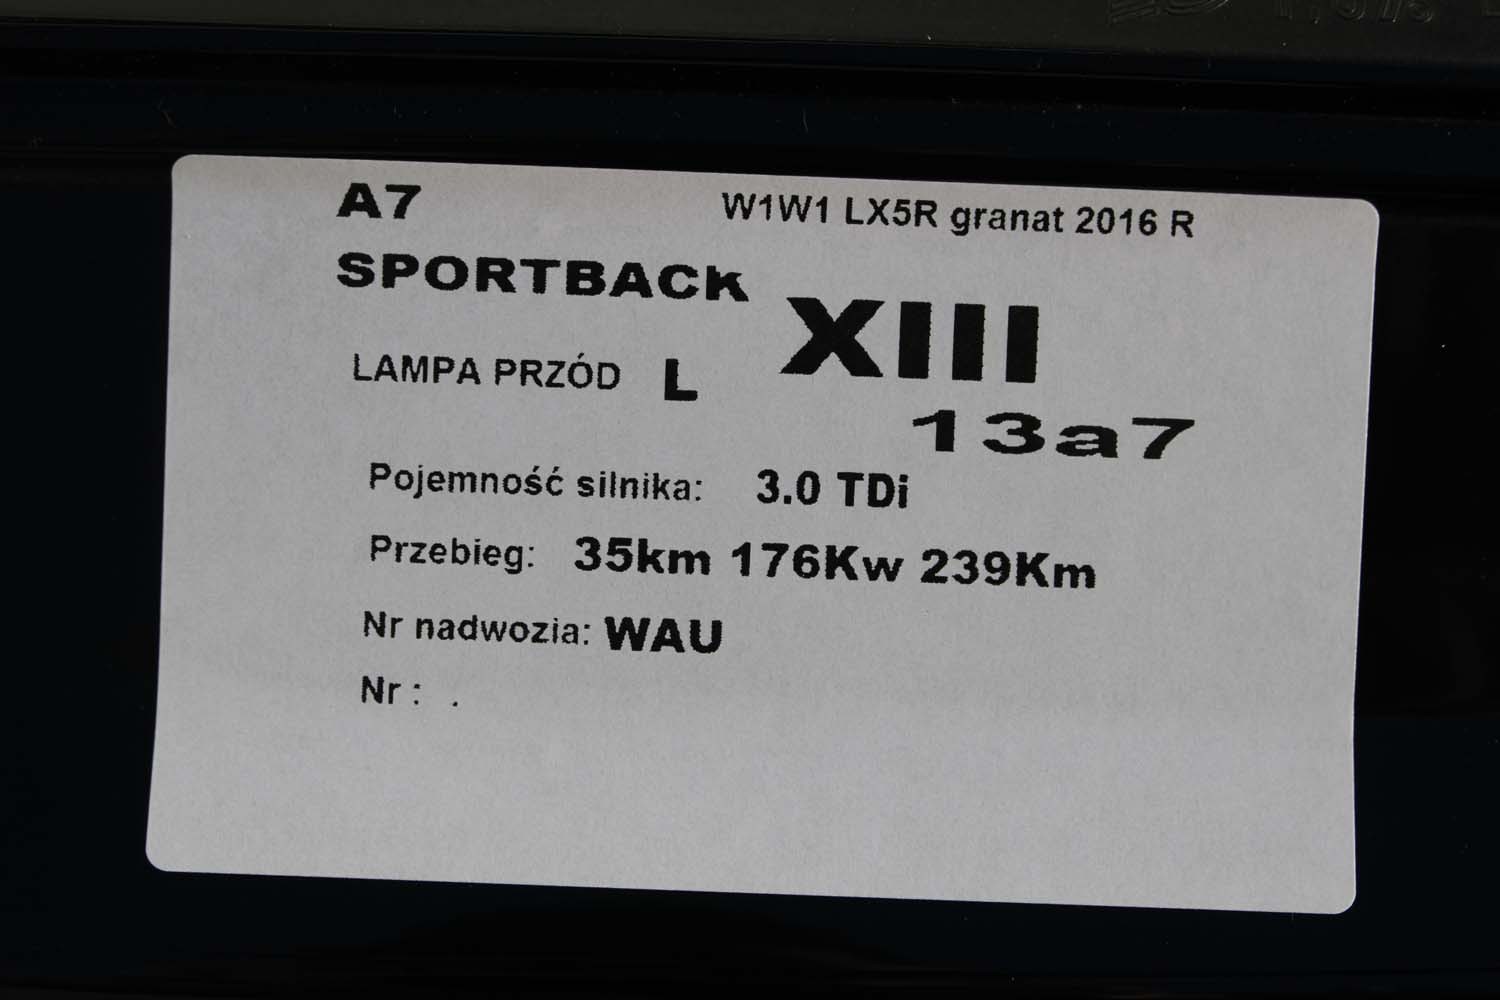 A7
W1W1 LX5R granat 2016 R
SPORTBACK
XIII
LAMPA PRZÓD L
13a7
Pojemność silnika: 3.0 TDi
Przebieg: 35km 176Kw 239Km
Nr nadwozia: WAU
Nr : .